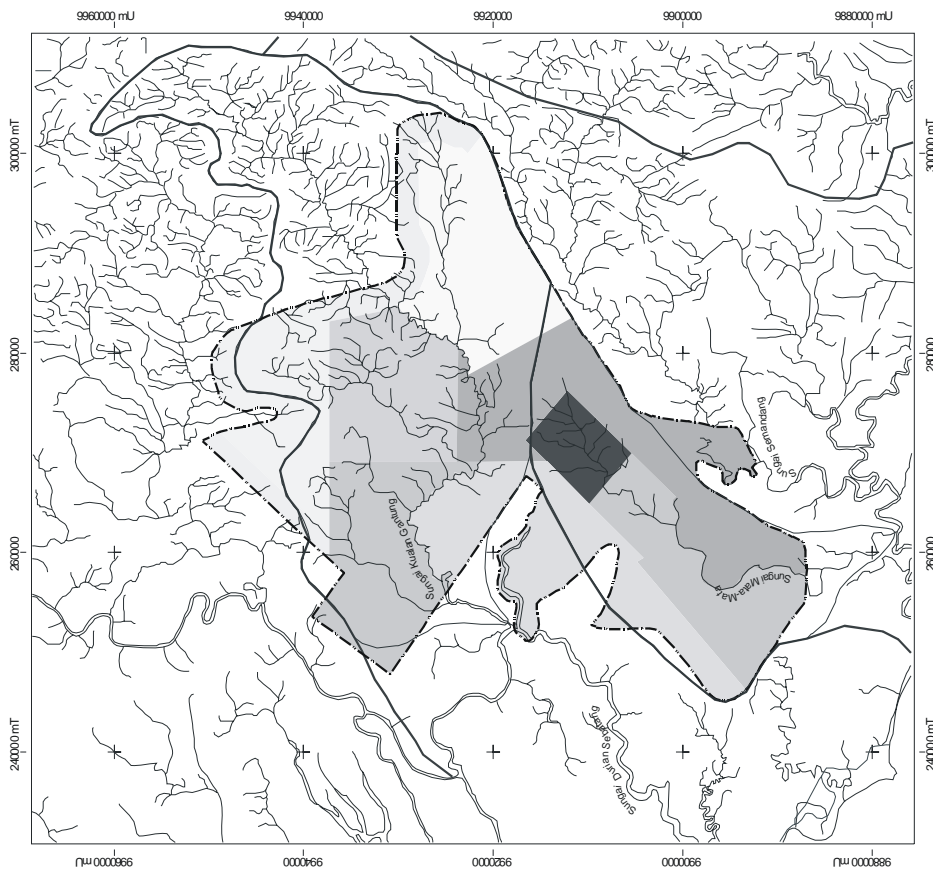 9960000 mU
9940000
9920000
9900000
9880000 mU
300000 mT
300000 mT
280000
280000
Sungai Semandang
Sungai Kualan Gantung
260000
260000
Sungai Mata-Mata
Sungai Durian Sebatang
240000 mT
240000 mT
9960000 mU
9940000
9920000
9900000
9880000 mU